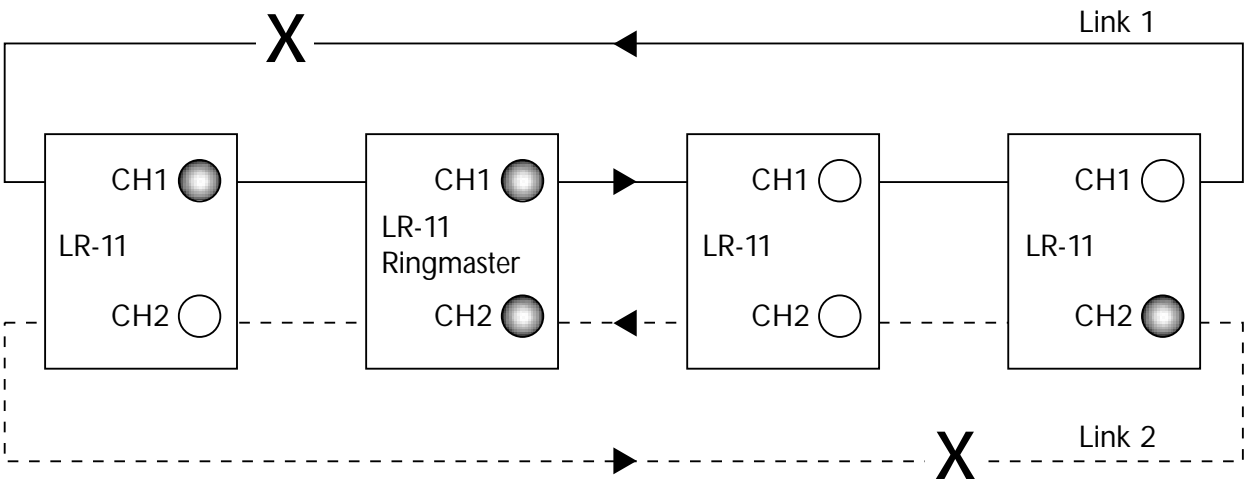 Link 1
X
CH1
LR-11
CH2
CH1
LR-11
Ringmaster
CH2
CH1
LR-11
CH2
CH1
LR-11
CH2
Link 2
X